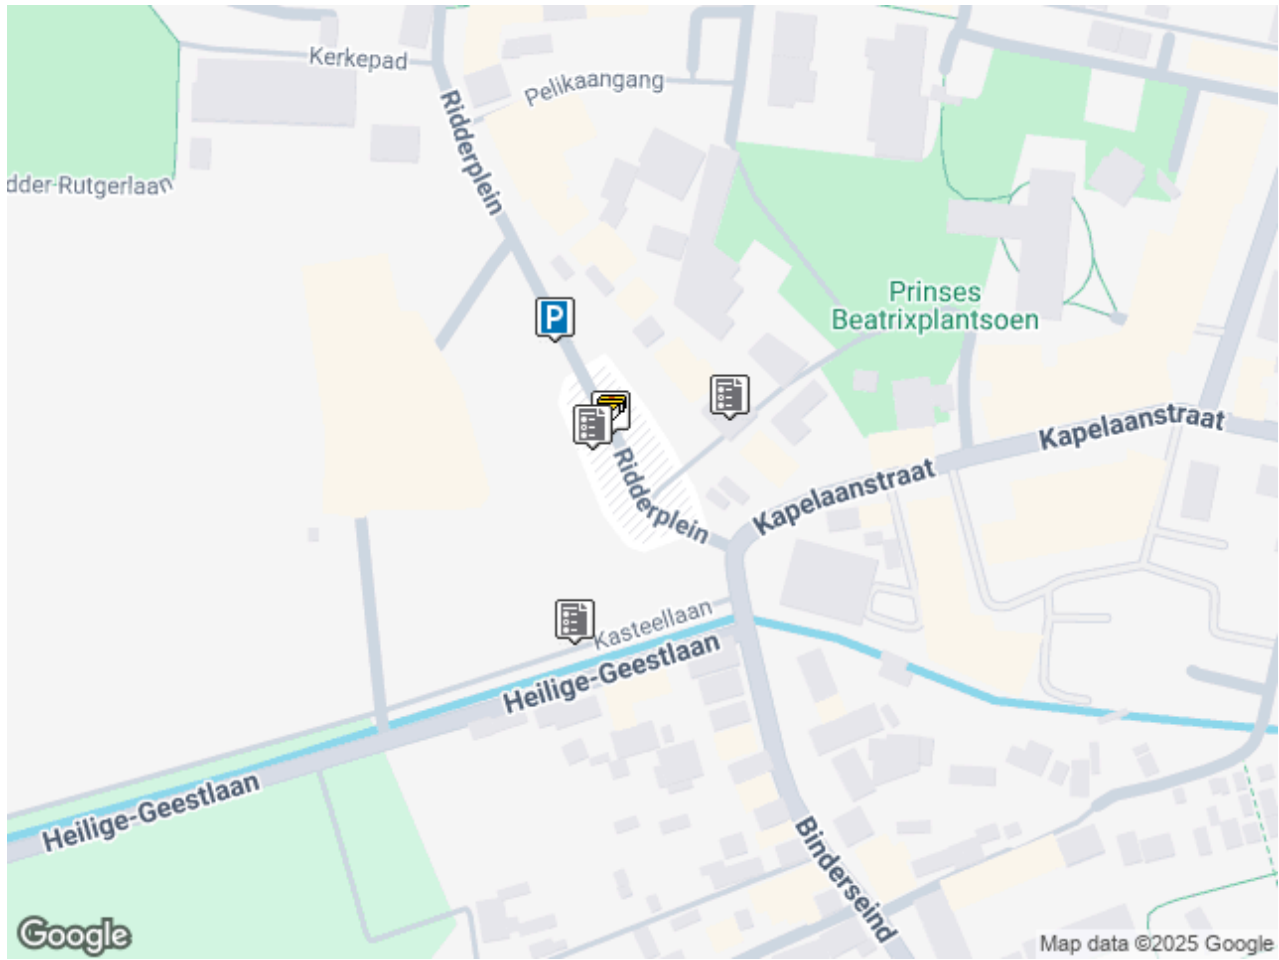 Kerkepad
Pelikaangang
Ridderplein
dder-Rutgerlaan
Prinses
Beatrixplantsoen
P
Kapelaanstraat
Kapelaanstraat
Ridderplein
Kasteellaan
Heilige-Geestlaan
Heilige-Geestlaan
Binderseind
Google
Map data ©2025 Google